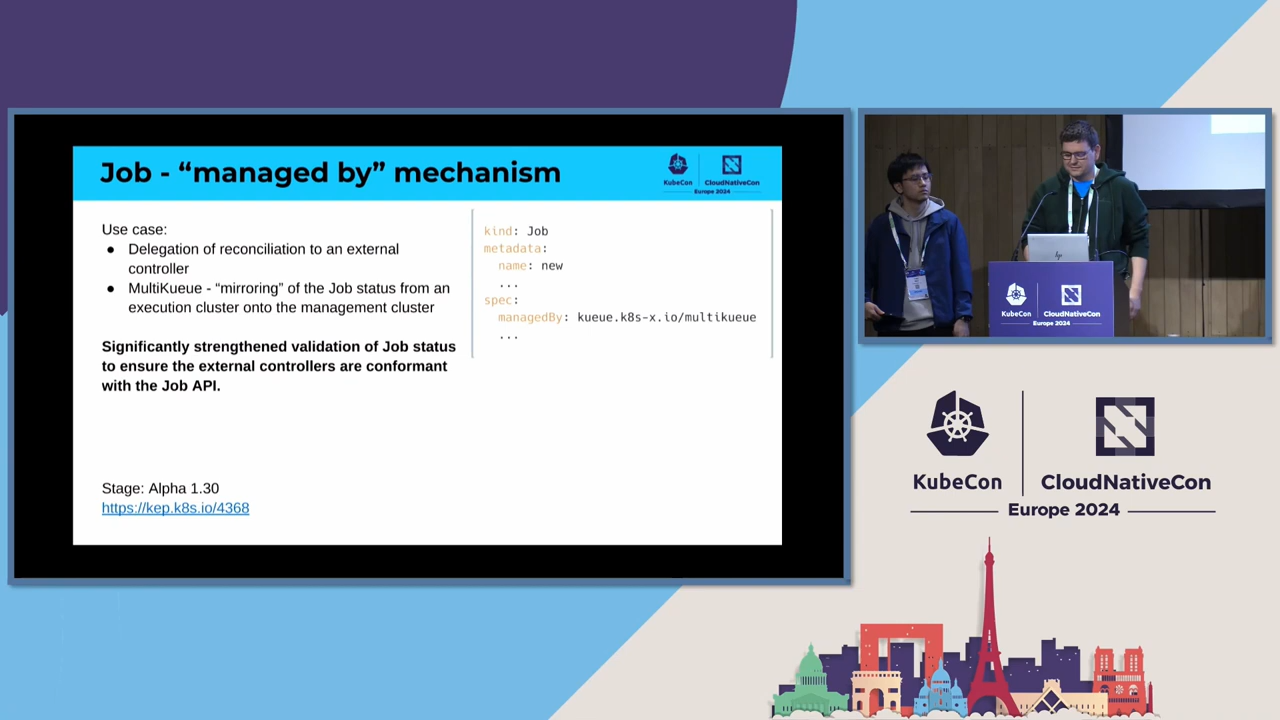 Job - “managed by” mechanism
KubeCon
CloudNativeCon
Europe 2024
Use case:
● Delegation of reconciliation to an external
controller
● MultiKueue - “mirroring” of the Job status from an
execution cluster onto the management cluster
Significantly strengthened validation of Job status
to ensure the external controllers are conformant
with the Job API.
Stage: Alpha 1.30
https://kep.k8s.io/4368
kind: Job
metadata:
name: new
...
spec:
managedBy: kueue.k8s-x.io/multikueue
...
hp
KubeCon
CloudNativeCon
Europe 2024
KubeCon
CloudNativeCon
Europe 2024